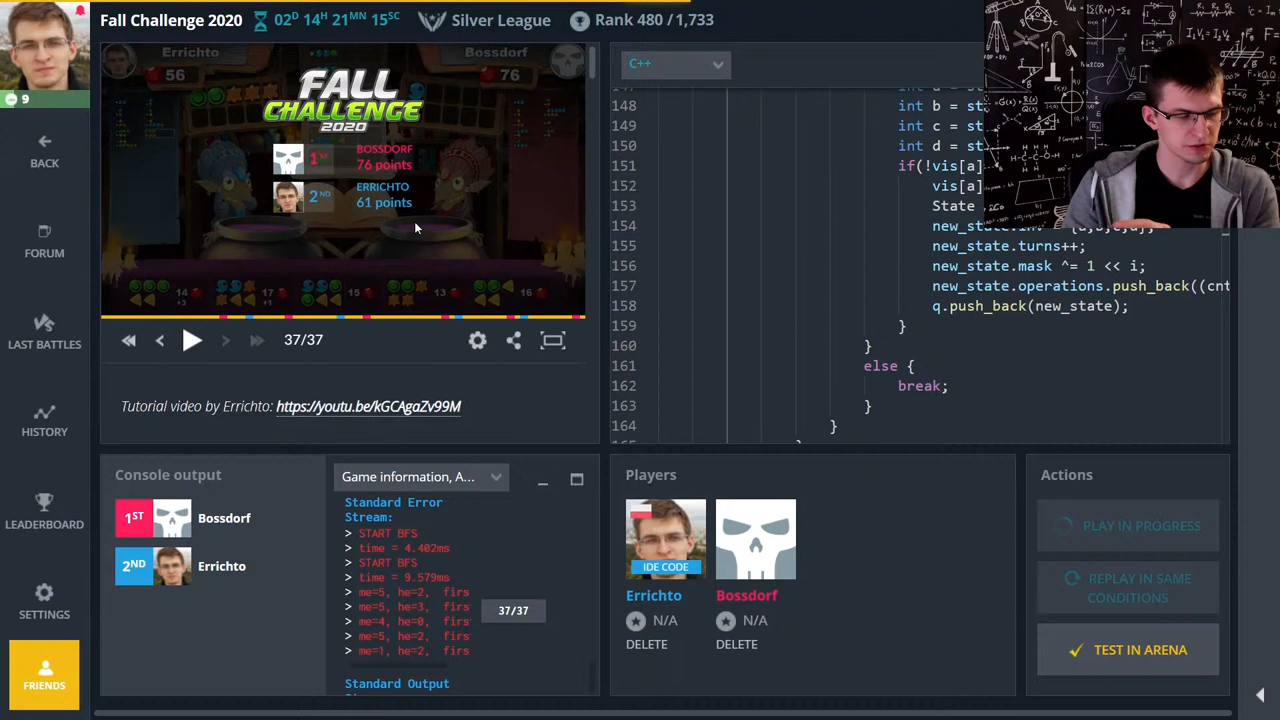 Fall Challenge 2020
02D 14H 21MN 15SC
Silver League
Rank 480 / 1,733
9
BACK
FORUM
LAST BATTLES
HISTORY
LEADERBOARD
SETTINGS
FRIENDS
Errichto
56
Bossdorf
76
FALL
CHALLENGE
2020
1ST
BOSSDORF
76 points
2ND
ERRICHTO
61 points
14
+3
17
+1
15
13
16
37/37
Tutorial video by Errichto: https://youtu.be/kGCAgaZv99M
C++
148 int b = st
149 int c = st
150 int d = st
151 if(!vis[a]
152 vis[a]
153 State
154
155 new_state.turns++;
156 new_state.mask ^= 1 << i;
157 new_state.operations.push_back((cnt
158 q.push_back(new_state);
159 }
160 }
161 else {
162 break;
163 }
164 }
Console output
1ST Bossdorf
2ND Errichto
Game information, A...
Standard Error
Stream:
> START BFS
> time = 4.402ms
> START BFS
> time = 9.579ms
> me=5, he=2, firs
> me=5, he=3, firs
> me=4, he=0, firs
> me=5, he=2, firs
> me=1, he=2, firs
37/37
Standard Output
Players
IDE CODE
Errichto
N/A
DELETE
Bossdorf
N/A
DELETE
Actions
PLAY IN PROGRESS
REPLAY IN SAME
CONDITIONS
TEST IN ARENA